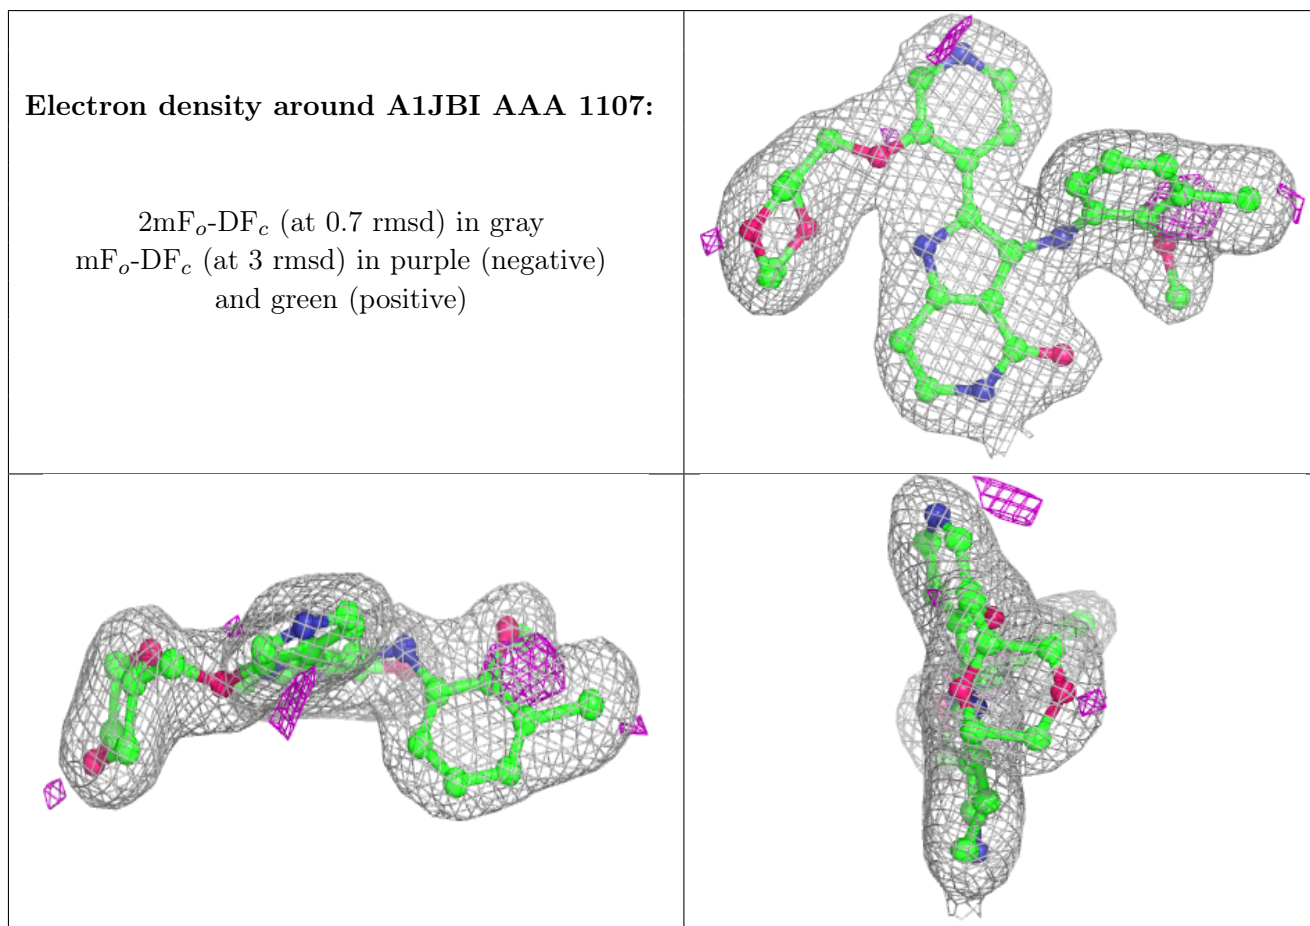 Electron density around A1JBI AAA 1107:
2mFo-DFc (at 0.7 rmsd) in gray
mFo-DFc (at 3 rmsd) in purple (negative)
and green (positive)